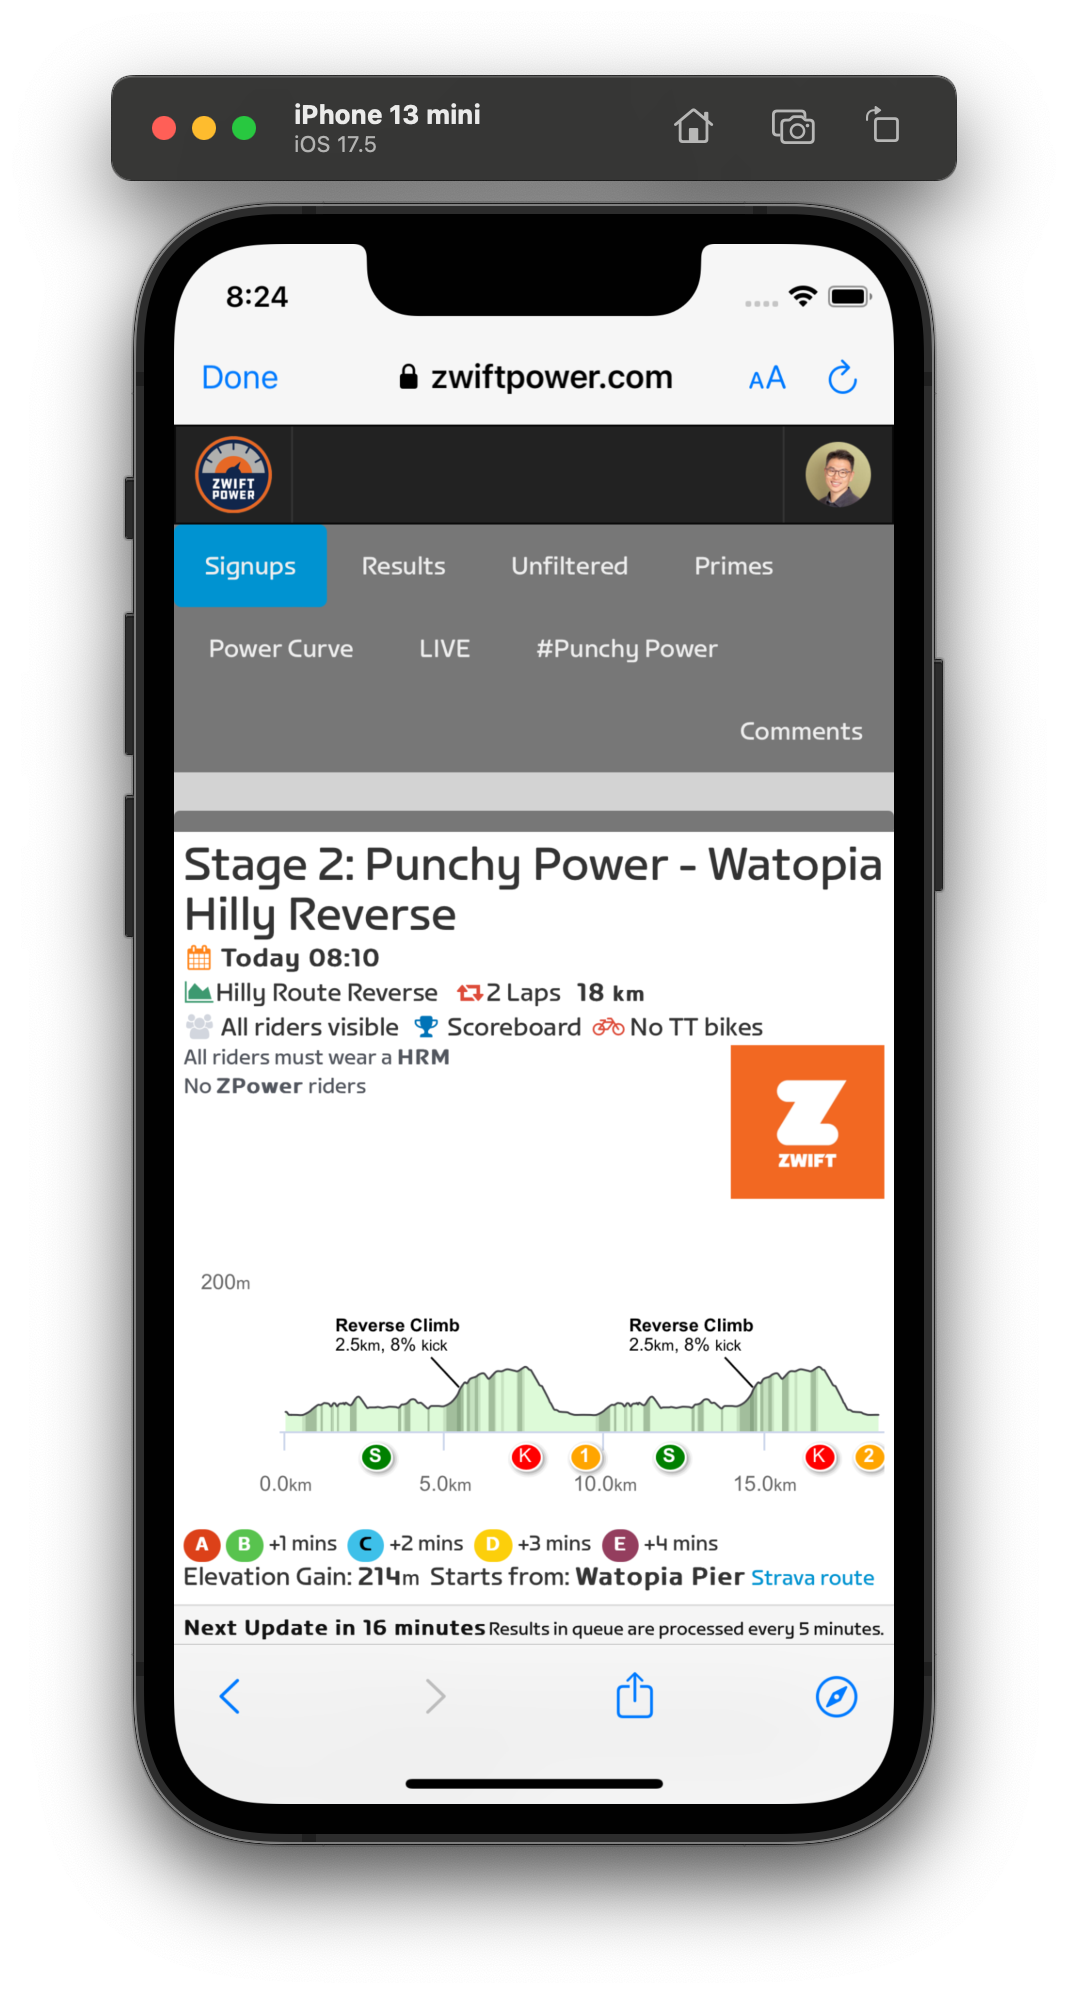 iPhone 13 mini
iOS 17.5
8:24
Done zwiftpower.com AA
ZWIFT
POWER
Signups Results Unfiltered Primes
Power Curve LIVE #Punchy Power
Comments
Stage 2: Punchy Power - Watopia
Hilly Reverse
Today 08:10
Hilly Route Reverse 2 Laps 18 km
All riders visible Scoreboard No TT bikes
All riders must wear a HRM
No ZPower riders
Z
ZWIFT
200m
Reverse Climb Reverse Climb
2.5km, 8% kick 2.5km, 8% kick
S K 1 S K 2
0.0km 5.0km 10.0km 15.0km
A B +1 mins C +2 mins D +3 mins E +4 mins
Elevation Gain: 214m Starts from: Watopia Pier Strava route
Next Update in 16 minutes Results in queue are processed every 5 minutes.